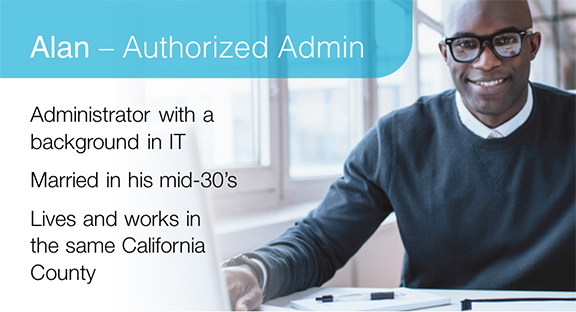 Alan – Authorized Admin
Administrator with a
background in IT
Married in his mid-30’s
Lives and works in
the same California
County